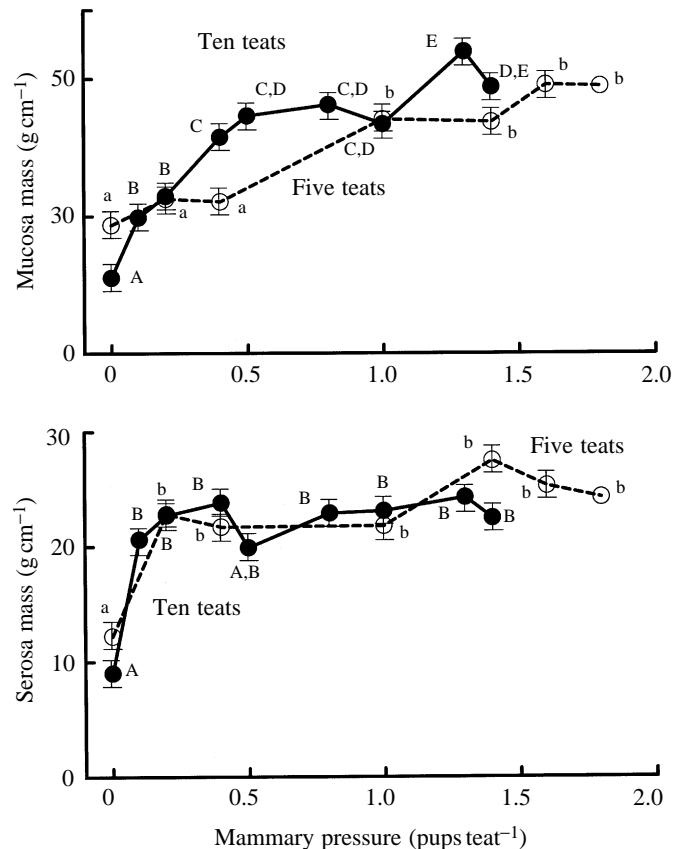 Ten teats
E
50
C,D
C,D
D,E
b
b
b
C
b
C,D
B
B
a
Five teats
30
a
a
A
0
0
0.5
1.0
1.5
2.0
Mucosa mass (g cm⁻¹)
30
b
Five teats
b
B
b
b
B
B
B
20
B
b
b
B
B
A,B
a
Ten teats
10
A
0
0
0.5
1.0
1.5
2.0
Serosa mass (g cm⁻¹)
Mammary pressure (pups teat⁻¹)